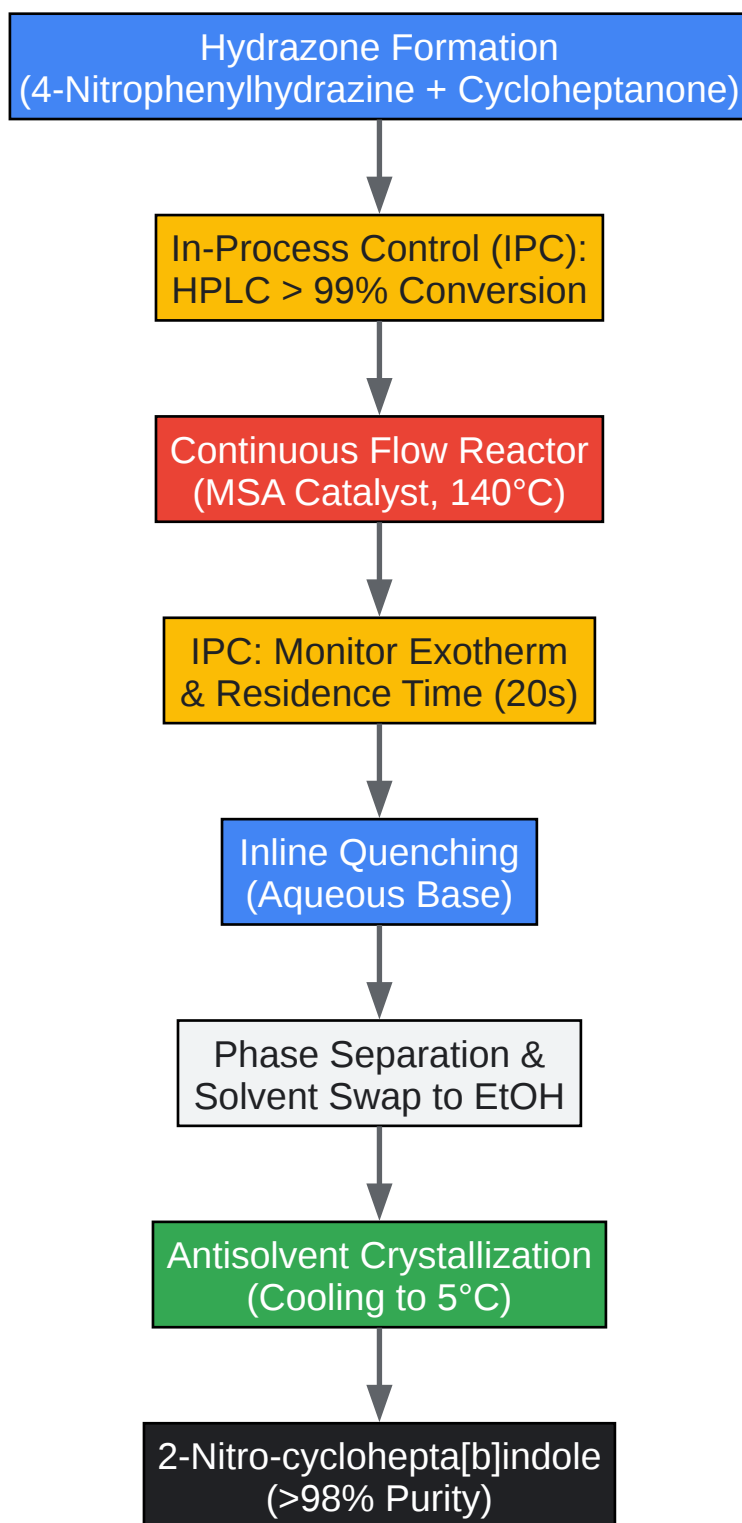 Hydrazone Formation
(4-Nitrophenylhydrazine + Cycloheptanone)
In-Process Control (IPC):
HPLC > 99% Conversion
Continuous Flow Reactor
(MSA Catalyst, 140°C)
IPC: Monitor Exotherm
& Residence Time (20s)
Inline Quenching
(Aqueous Base)
Phase Separation &
Solvent Swap to EtOH
Antisolvent Crystallization
(Cooling to 5°C)
2-Nitro-cyclohepta[b]indole
(>98% Purity)